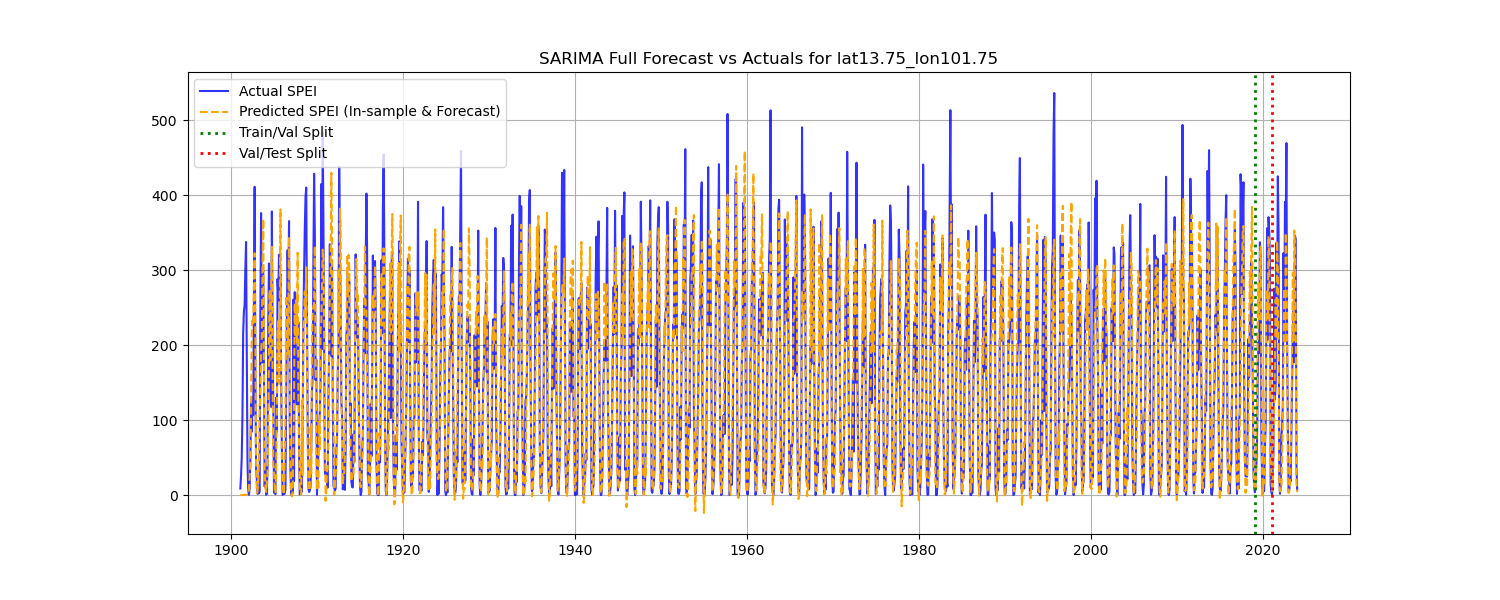 SARIMA Full Forecast vs Actuals for lat13.75_lon101.75
Actual SPEI
Predicted SPEI (In-sample & Forecast)
Train/Val Split
Val/Test Split
500
400
300
200
100
0
1900 1920 1940 1960 1980 2000 2020